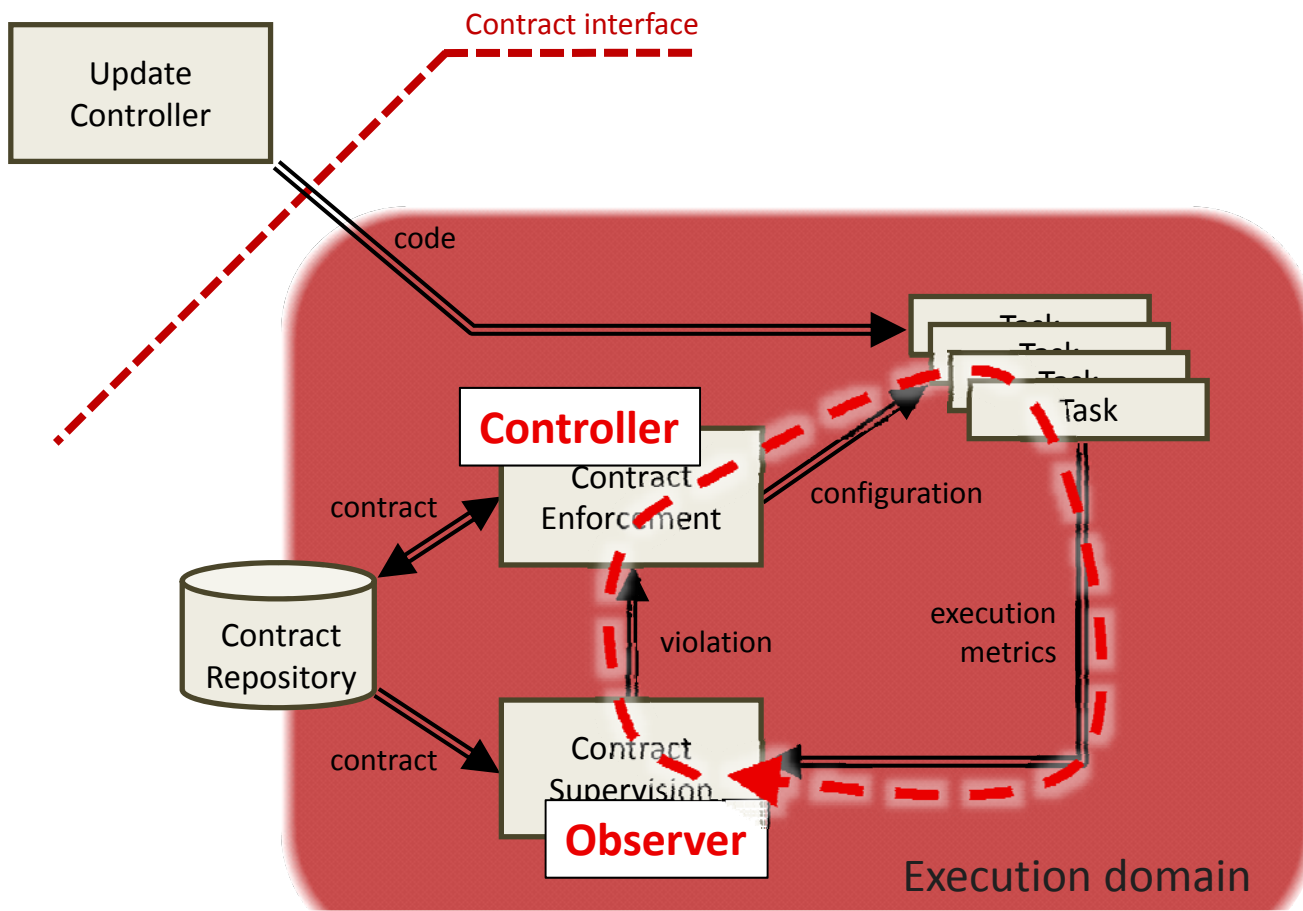 Contract interface
Update
Controller
code
Task
Task
Task
Task
Controller
Contract
Enforcement
configuration
contract
Contract
Repository
violation
execution
metrics
contract
Contract
Supervision
Observer
Execution domain